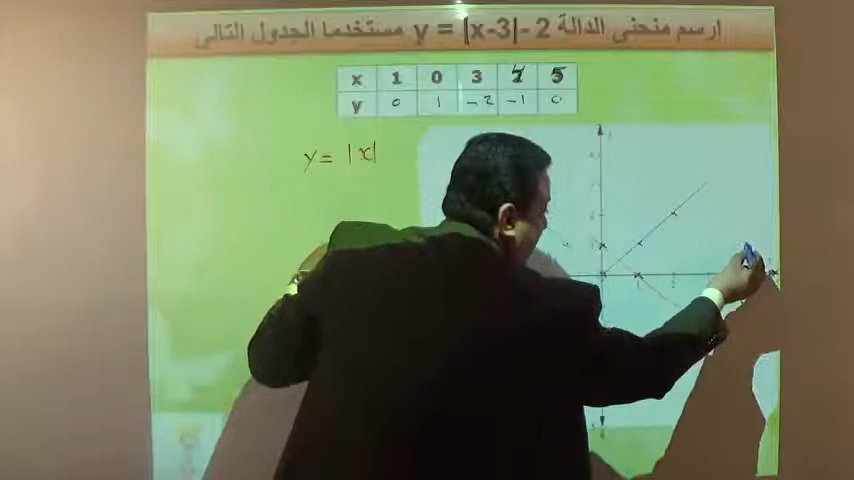 ارسم منحنى الدالة y = |x-3| - 2 مستخدما الجدول التالي
x 1 0 3 4 5
y 0 1 -2 -1 0
y = |x|